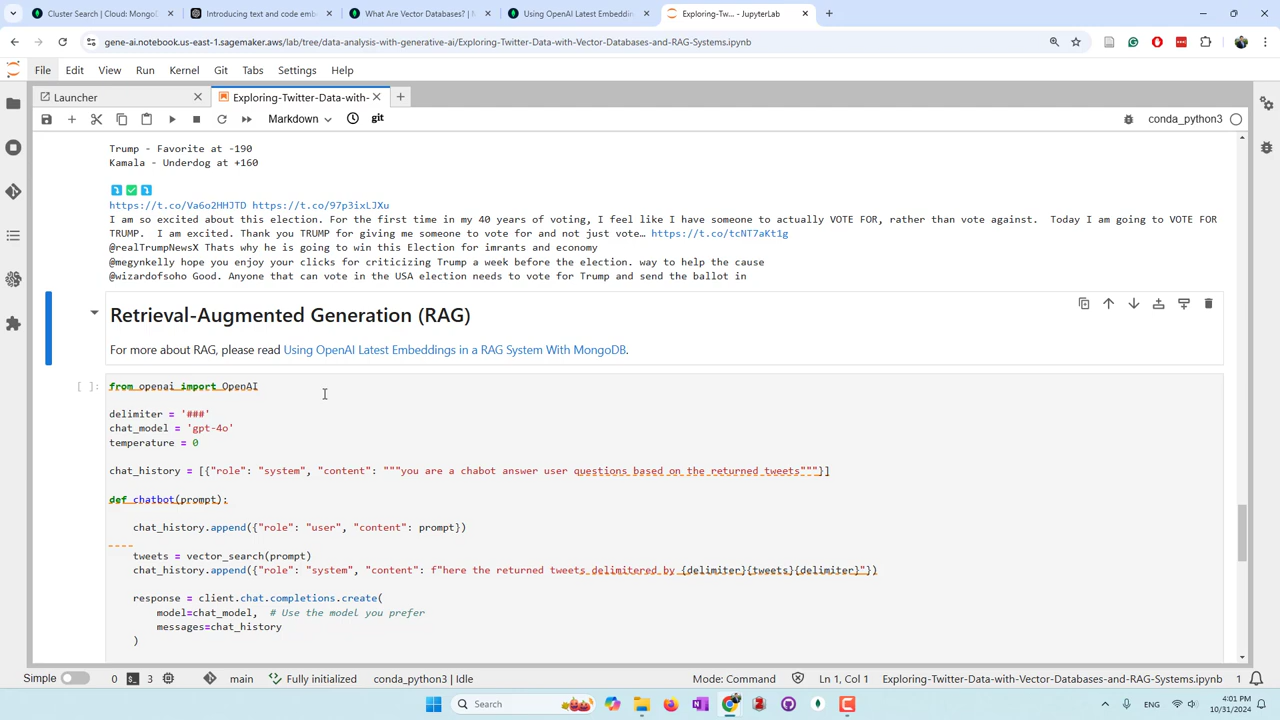 Cluster Search | Cloud: MongoD
Introducing text and code emb
What Are Vector Databases? | M
Using OpenAI Latest Embeddin
Exploring-Tw... - JupyterLab
gene-ai.notebook.us-east-1.sagemaker.aws/lab/tree/data-analysis-with-generative-ai/Exploring-Twitter-Data-with-Vector-Databases-and-RAG-Systems.ipynb
File Edit View Run Kernel Git Tabs Settings Help
Launcher
Exploring-Twitter-Data-with-
Markdown
git
conda_python3
Trump - Favorite at -190
Kamala - Underdog at +160
https://t.co/Va6o2HHJTD https://t.co/97p3ixLJXu
I am so excited about this election. For the first time in my 40 years of voting, I feel like I have someone to actually VOTE FOR, rather than vote against.  Today I am going to VOTE FOR
TRUMP.  I am excited. Thank you TRUMP for giving me someone to vote for and not just vote… https://t.co/tcNT7aKt1g
@realTrumpNewsX Thats why he is going to win this Election for imrants and economy
@megynkelly hope you enjoy your clicks for criticizing Trump a week before the election. way to help the cause
@wizardofsoho Good. Anyone that can vote in the USA election needs to vote for Trump and send the ballot in
Retrieval-Augmented Generation (RAG)
For more about RAG, please read Using OpenAI Latest Embeddings in a RAG System With MongoDB.
[ ]:
from openai import OpenAI
delimiter = '###'
chat_model = 'gpt-4o'
temperature = 0
chat_history = [{"role": "system", "content": """you are a chabot answer user questions based on the returned tweets"""}]
def chatbot(prompt):
chat_history.append({"role": "user", "content": prompt})
tweets = vector_search(prompt)
chat_history.append({"role": "system", "content": f"here the returned tweets delimitered by {delimiter}{tweets}{delimiter}"})
response = client.chat.completions.create(
model=chat_model,  # Use the model you prefer
messages=chat_history
)
Simple
0
3
main
Fully initialized
conda_python3 | Idle
Mode: Command
Ln 1, Col 1
Exploring-Twitter-Data-with-Vector-Databases-and-RAG-Systems.ipynb
1
Search
ENG
4:01 PM
10/31/2024